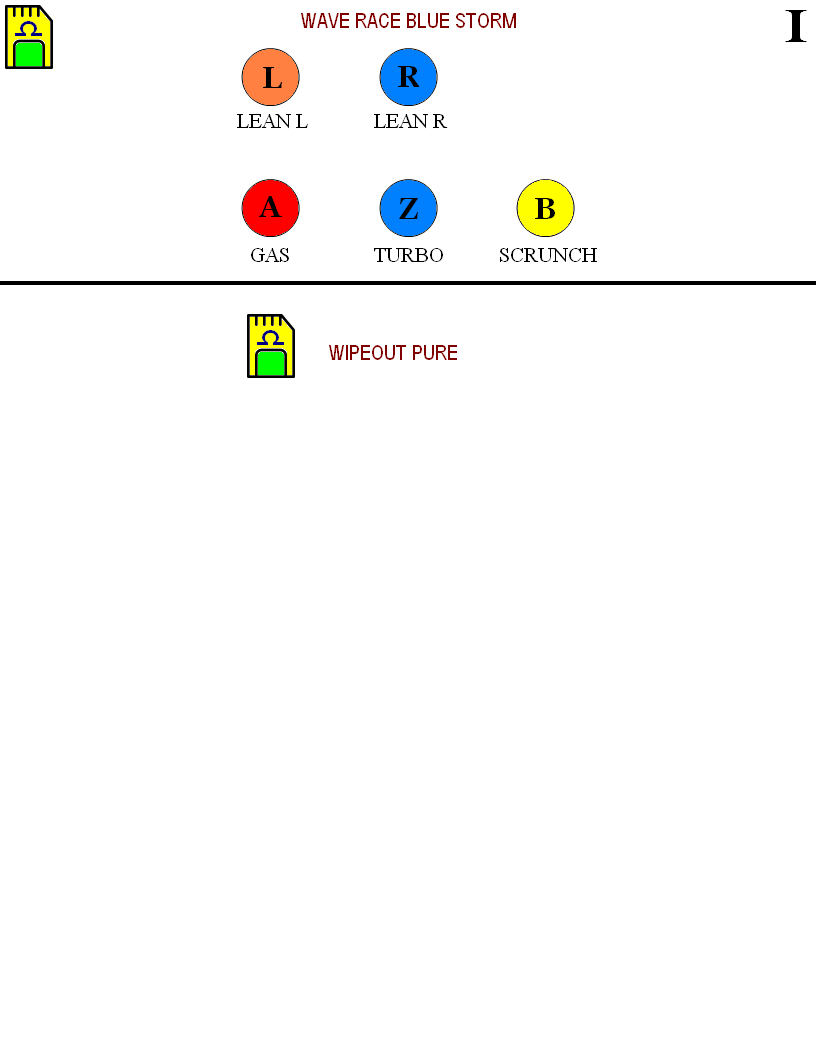 WAVE RACE BLUE STORM
I
Ω
L R
LEAN L LEAN R
A Z B
GAS TURBO SCRUNCH
Ω
WIPEOUT PURE